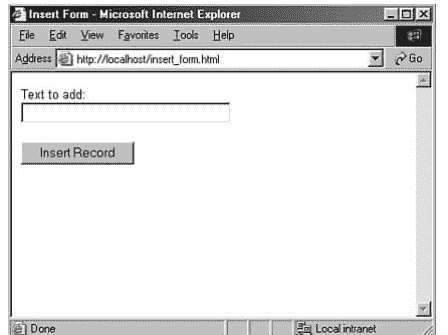 Insert Form - Microsoft Internet Explorer
File Edit View Favorites Tools Help
Address http://localhost/insert_form.html Go
Text to add:
Insert Record
Done Local intranet